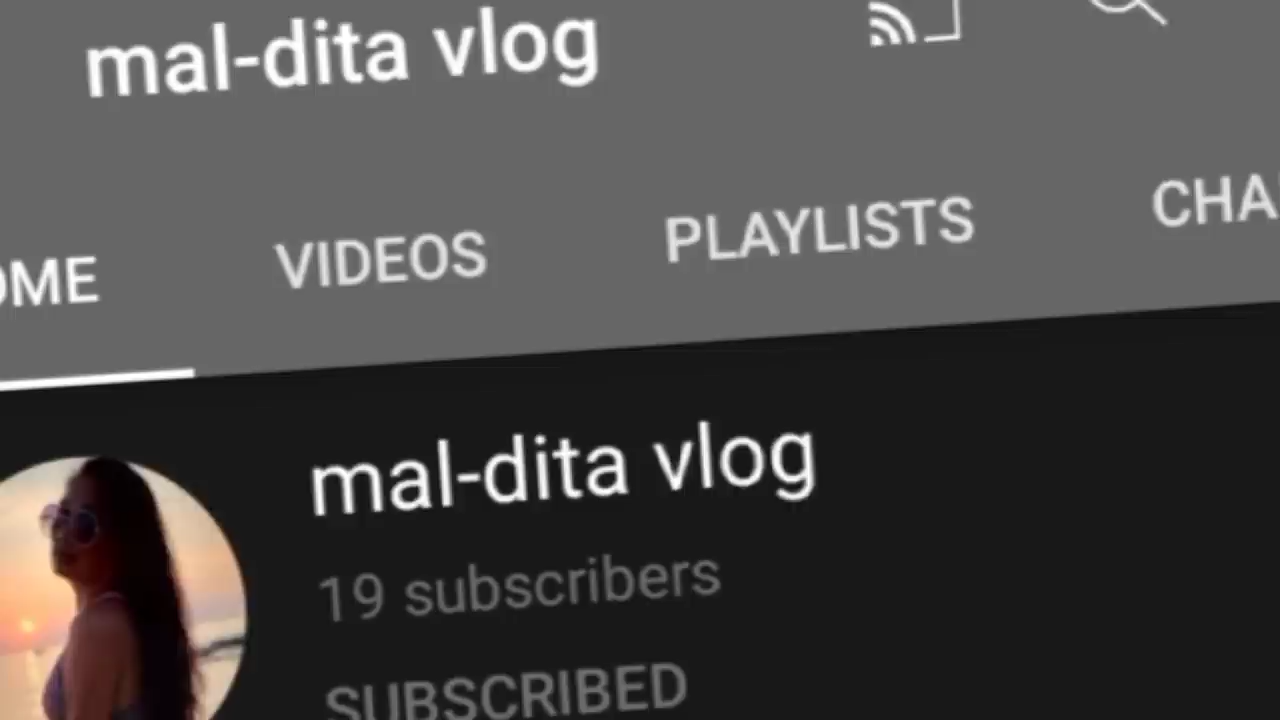 mal-dita vlog
OME VIDEOS PLAYLISTS CHA
mal-dita vlog
19 subscribers
SUBSCRIBED